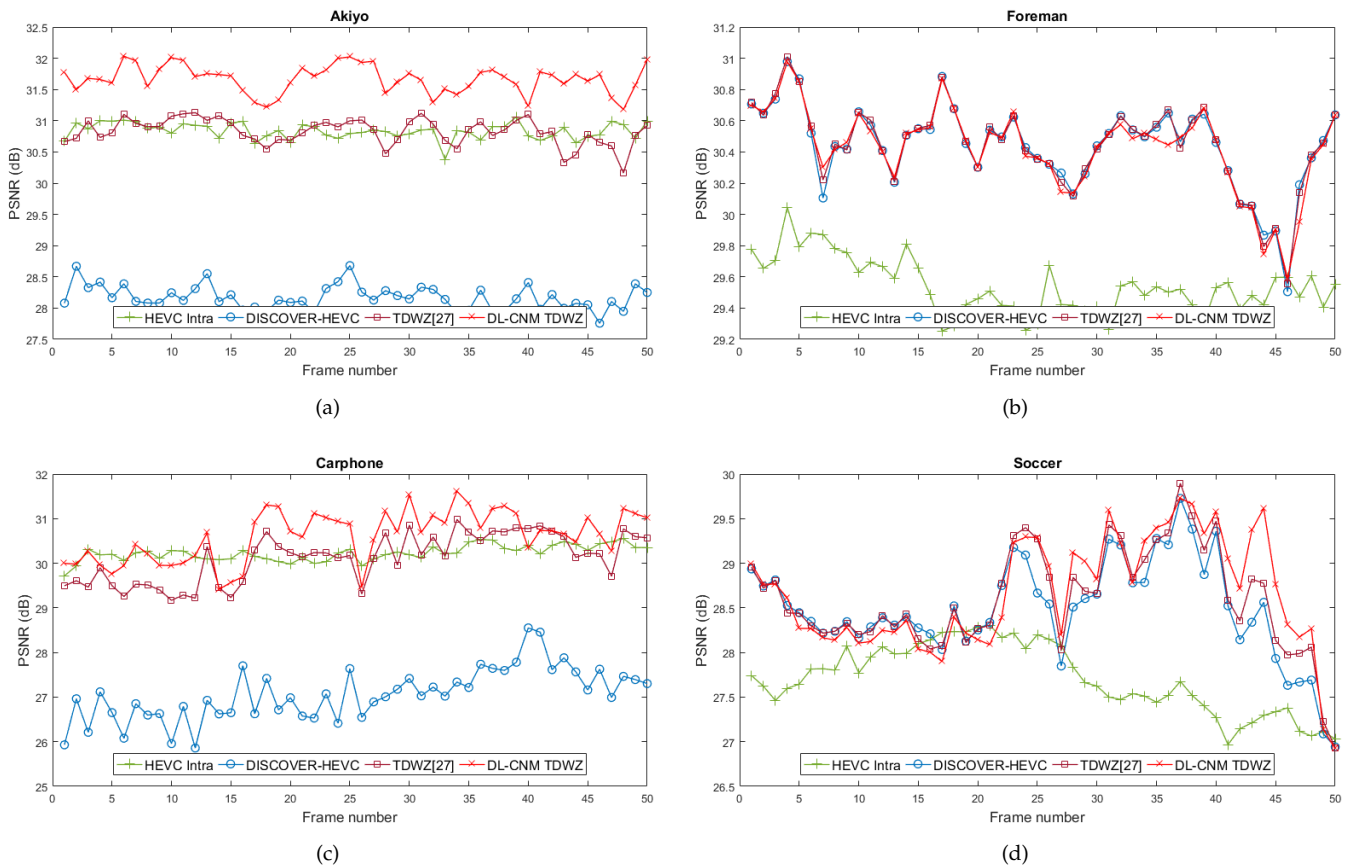 Akiyo
32.5
32
31.5
31
30.5
30
29.5
29
28.5
28
27.5
PSNR (dB)
HEVC Intra DISCOVER-HEVC TDWZ[27] DL-CNM TDWZ
0 5 10 15 20 25 30 35 40 45 50
Frame number
(a)
Foreman
31.2
31
30.8
30.6
30.4
30.2
30
29.8
29.6
29.4
29.2
PSNR (dB)
HEVC Intra DISCOVER-HEVC TDWZ[27] DL-CNM TDWZ
0 5 10 15 20 25 30 35 40 45 50
Frame number
(b)
Carphone
32
31
30
29
28
27
26
25
PSNR (dB)
HEVC Intra DISCOVER-HEVC TDWZ[27] DL-CNM TDWZ
0 5 10 15 20 25 30 35 40 45 50
Frame number
(c)
Soccer
30
29.5
29
28.5
28
27.5
27
26.5
PSNR (dB)
HEVC Intra DISCOVER-HEVC TDWZ[27] DL-CNM TDWZ
0 5 10 15 20 25 30 35 40 45 50
Frame number
(d)